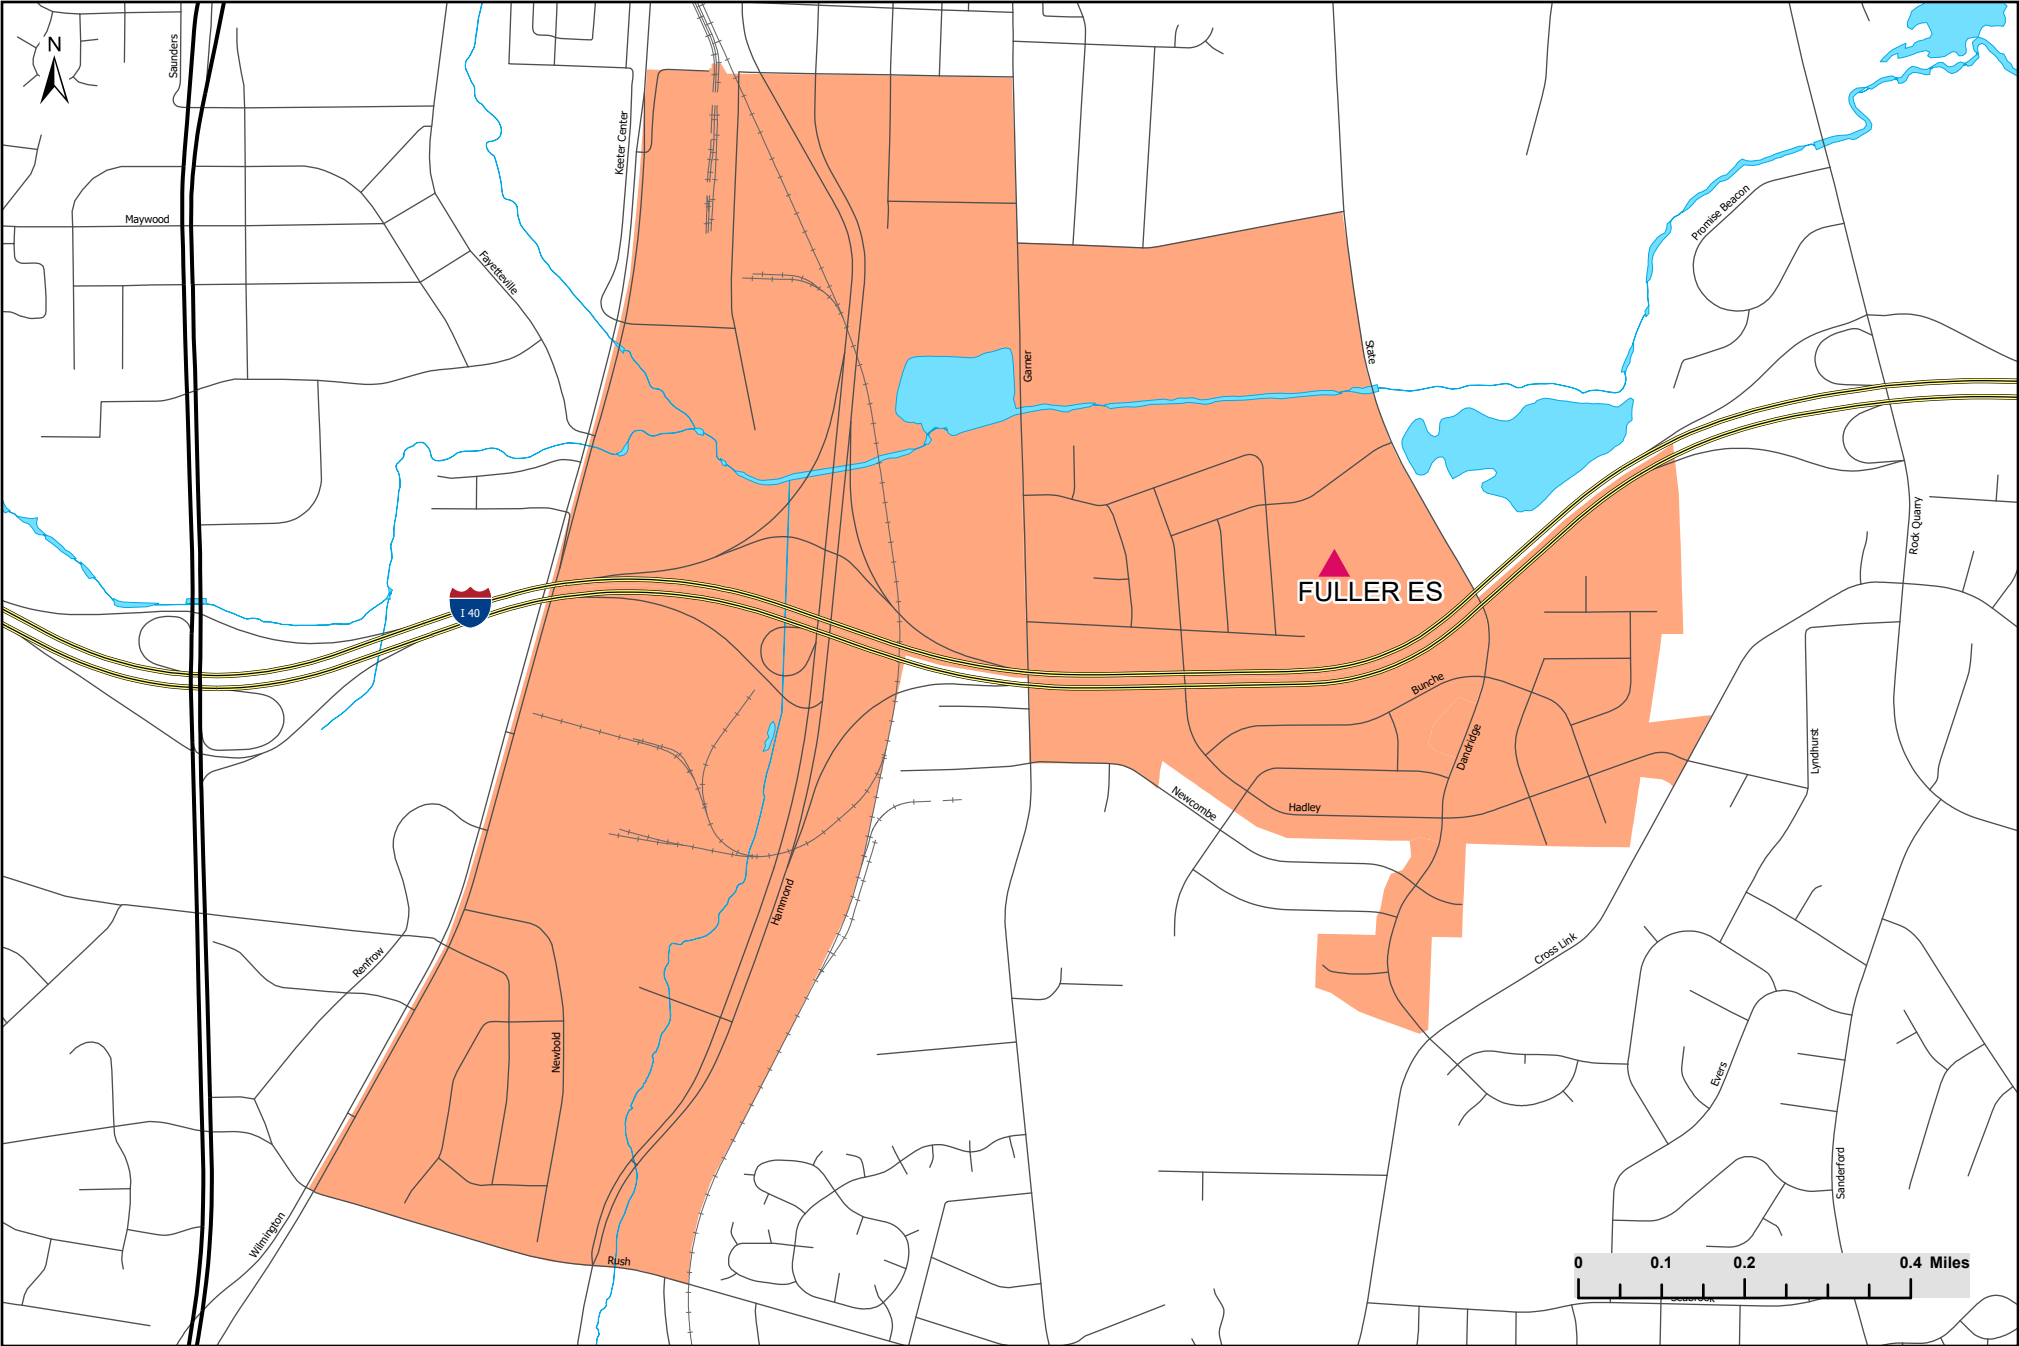 N
Saunders
Keeter Center
Maywood
Fayetteville
Promise Beacon
Garner
State
Rock Quarry
I 40
FULLER ES
Bunche
Dandridge
Lyndhurst
Newcombe
Hadley
Hammond
Renfrow
Cross Link
Newbold
Evers
Sanderford
Wilmington
Rush
0 0.1 0.2 0.4 Miles
Seabrook